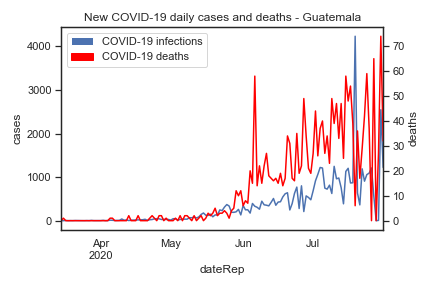 New COVID-19 daily cases and deaths - Guatemala
COVID-19 infections
COVID-19 deaths
cases
deaths
4000
3000
2000
1000
0
70
60
50
40
30
20
10
0
Apr
2020
May
Jun
Jul
dateRep